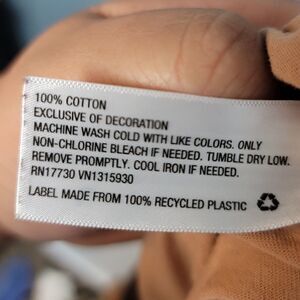 100% COTTON
EXCLUSIVE OF DECORATION
MACHINE WASH COLD WITH LIKE COLORS. ONLY
NON-CHLORINE BLEACH IF NEEDED. TUMBLE DRY LOW.
REMOVE PROMPTLY. COOL IRON IF NEEDED.
RN17730 VN1315930
LABEL MADE FROM 100% RECYCLED PLASTIC